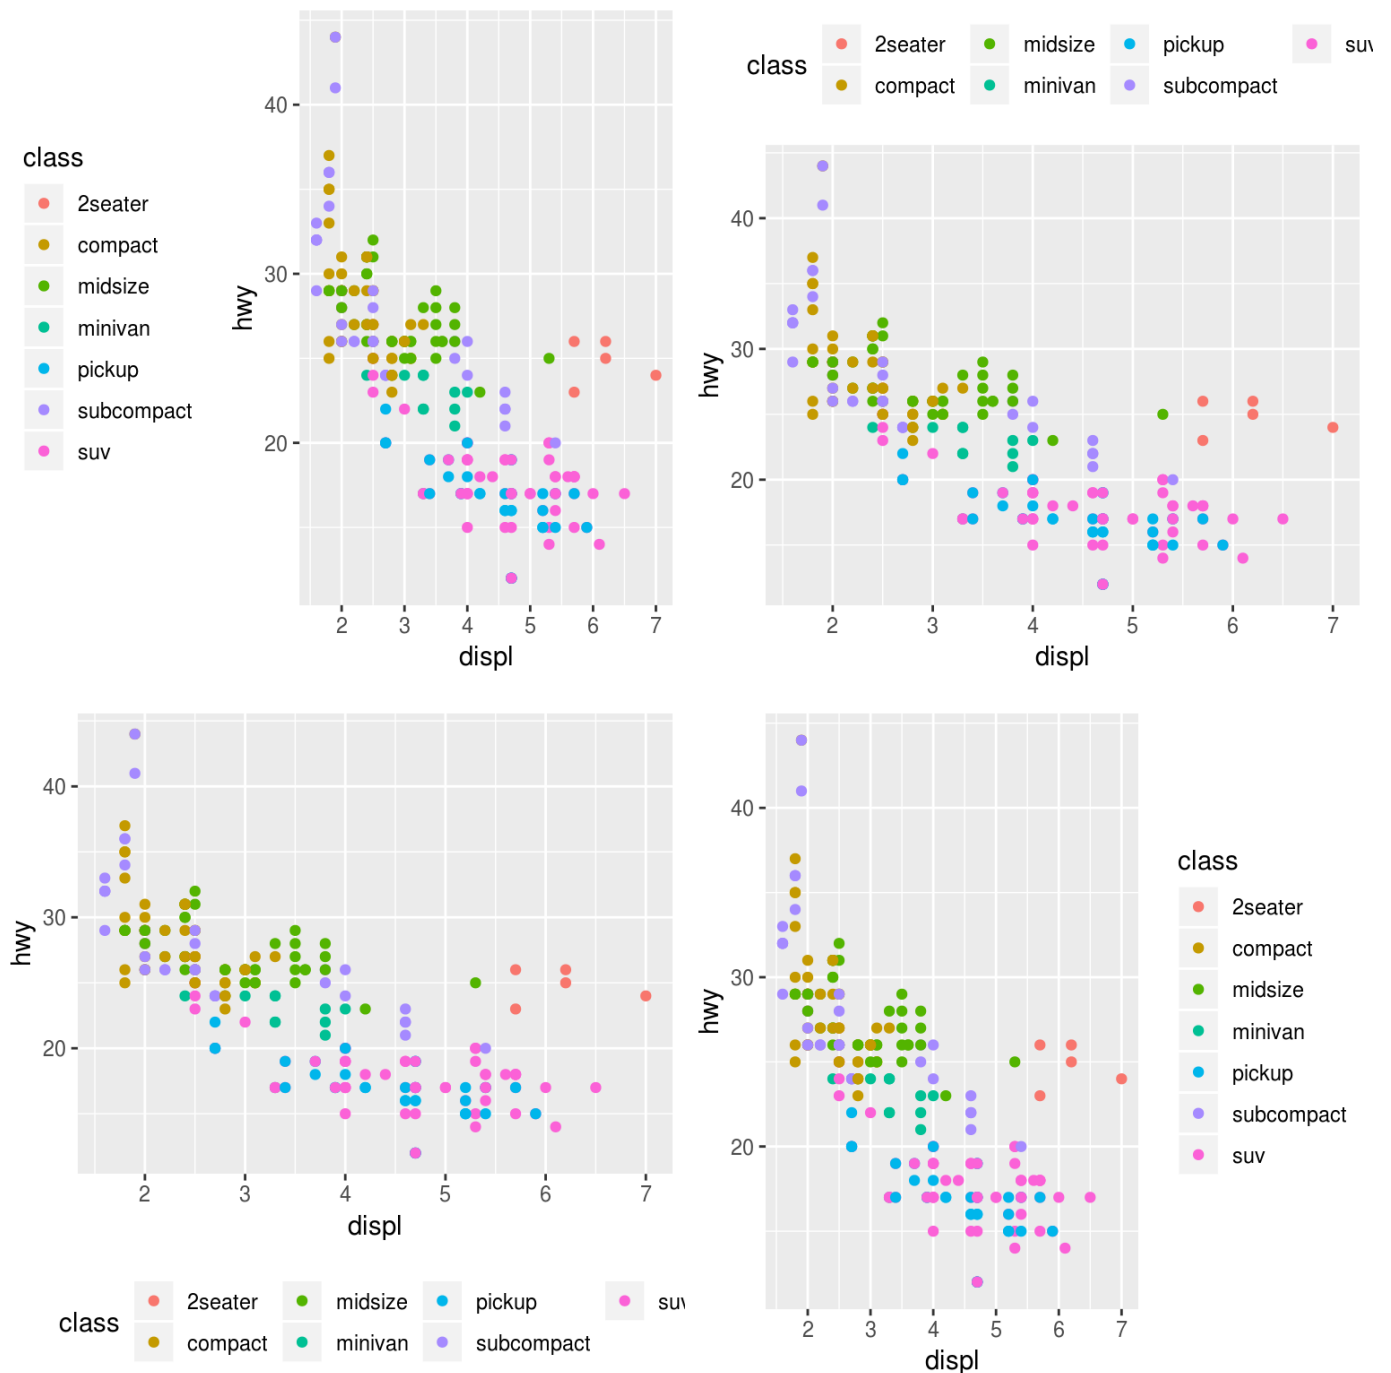 class
2seater
compact
midsize
minivan
pickup
subcompact
suv
hwy
40
30
20
2 3 4 5 6 7
displ
class
2seater midsize pickup
compact minivan subcompact
hwy
40
30
20
2 3 4 5 6 7
displ
hwy
40
30
20
2 3 4 5 6 7
displ
class
2seater midsize pickup
compact minivan subcompact
hwy
40
30
20
2 3 4 5 6 7
displ
class
2seater
compact
midsize
minivan
pickup
subcompact
suv